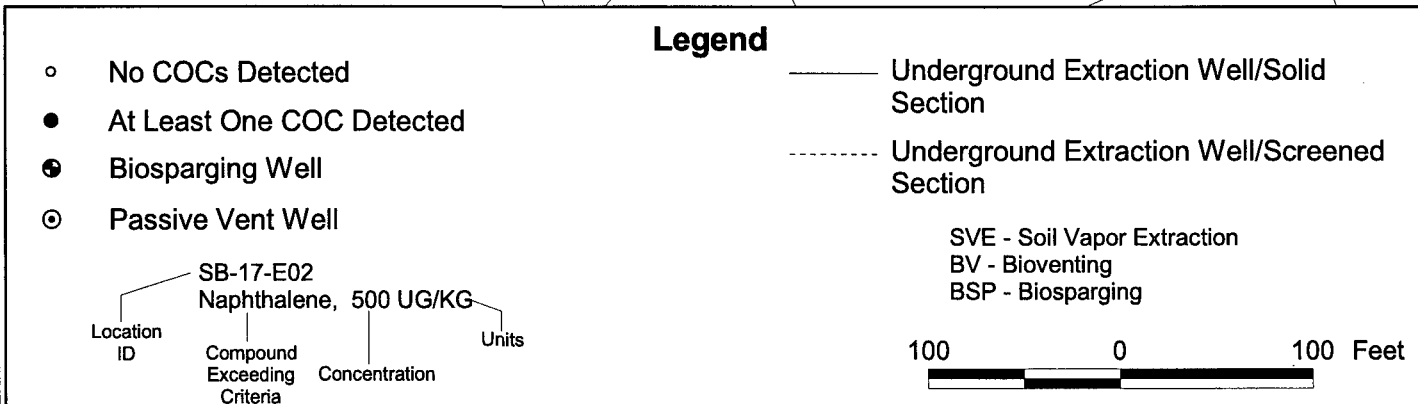 Legend
No COCs Detected
At Least One COC Detected
Biosparging Well
Passive Vent Well
SB-17-E02
Naphthalene, 500 UG/KG
Location
ID
Compound
Exceeding
Criteria
Concentration
Units
Underground Extraction Well/Solid
Section
Underground Extraction Well/Screened
Section
SVE - Soil Vapor Extraction
BV - Bioventing
BSP - Biosparging
100 0 100 Feet